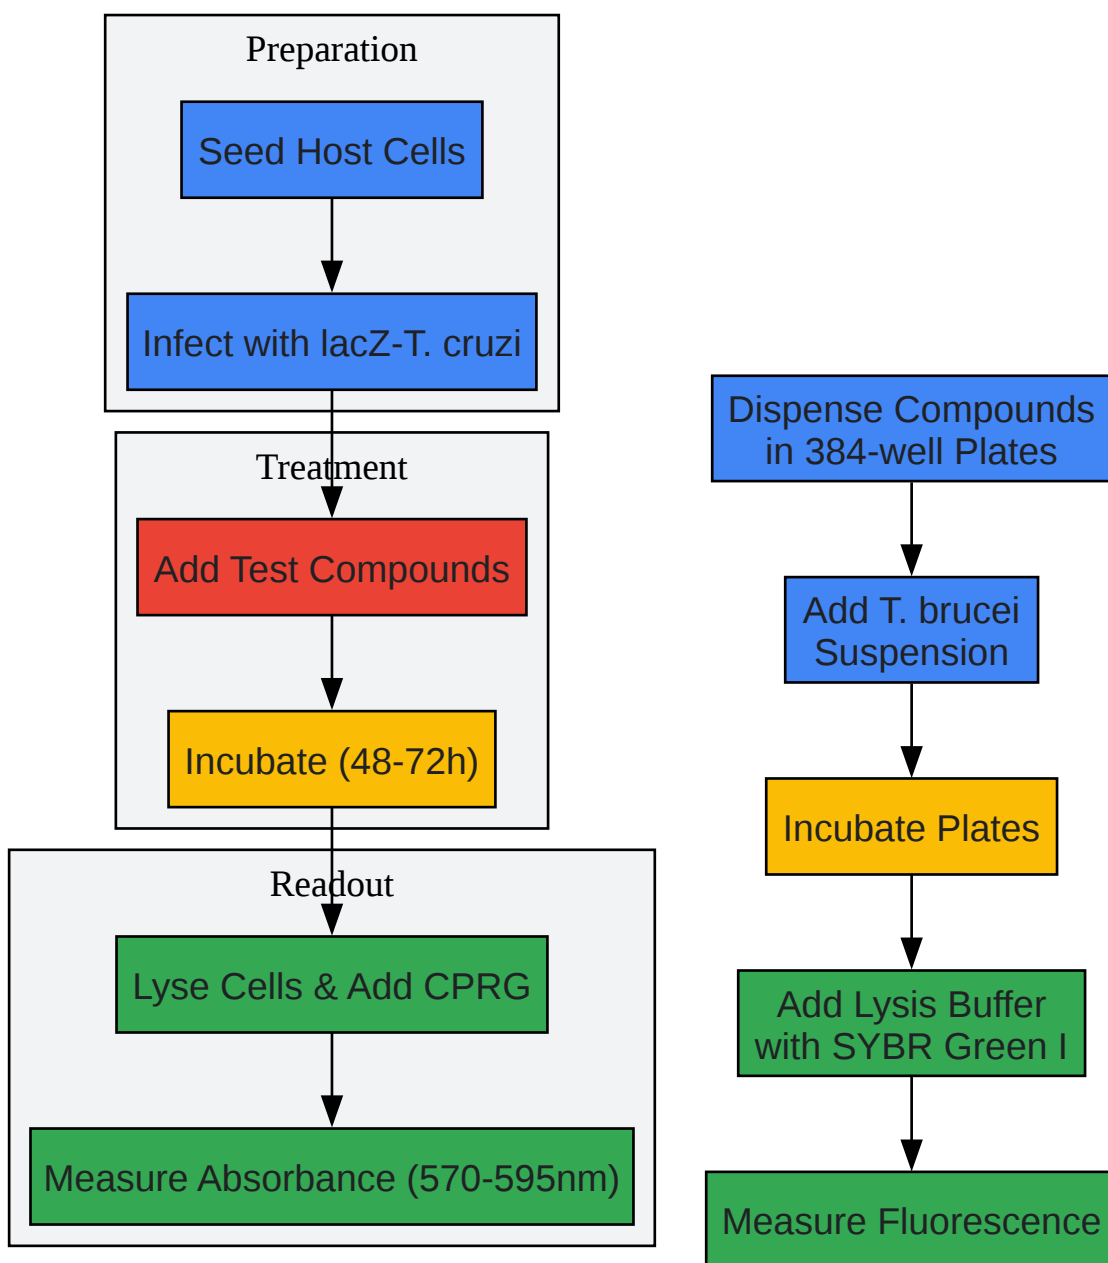 Preparation
Seed Host Cells
Infect with lacZ-T. cruzi
Treatment
Add Test Compounds
Incubate (48-72h)
Readout
Lyse Cells & Add CPRG
Measure Absorbance (570-595nm)
Dispense Compounds
in 384-well Plates
Add T. brucei
Suspension
Incubate Plates
Add Lysis Buffer
with SYBR Green I
Measure Fluorescence